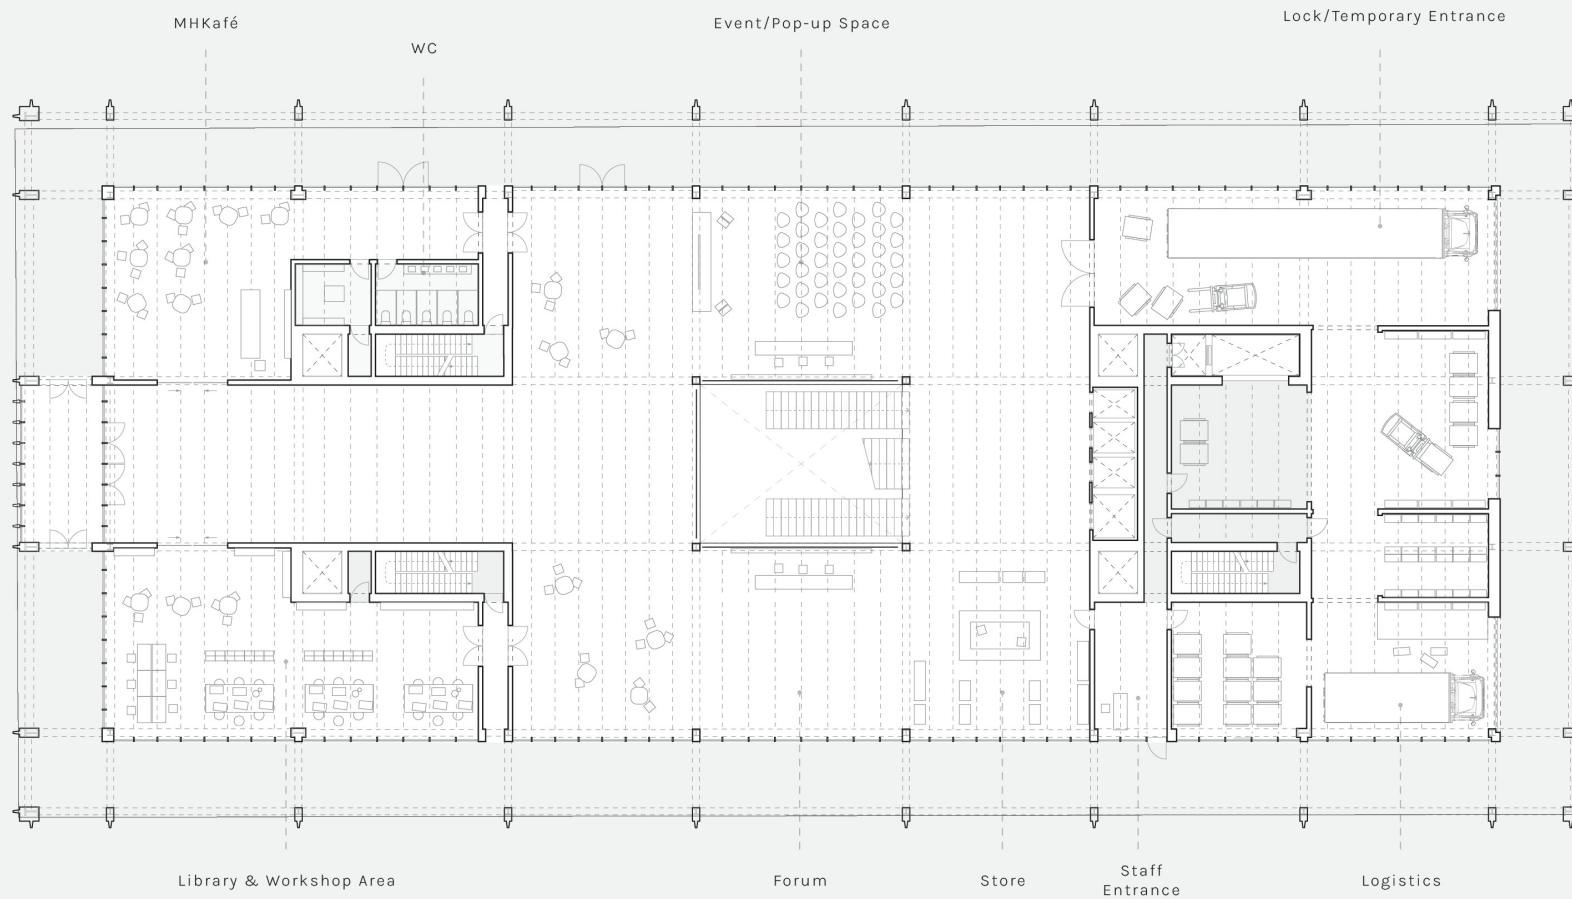 MHKafé
WC
Event/Pop-up Space
Lock/Temporary Entrance
Library & Workshop Area
Forum
Store
Staff
Entrance
Logistics